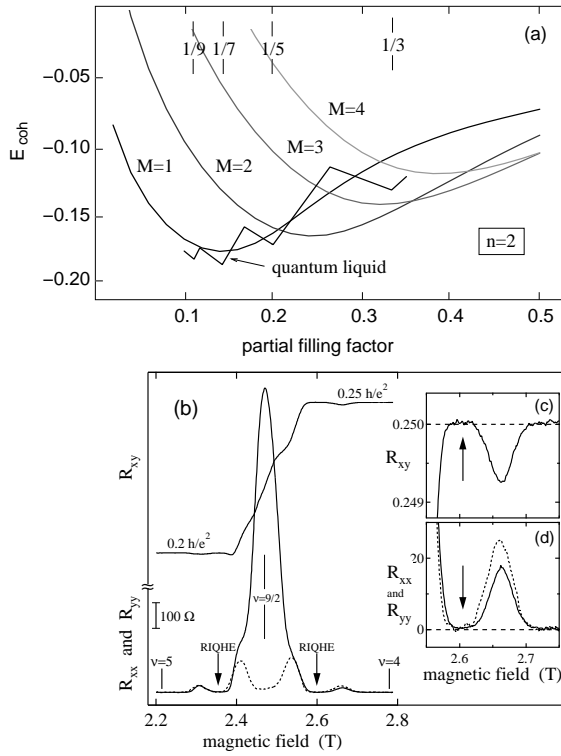 (a)
1/9 1/7 1/5 1/3
−0.05
−0.10
−0.15
−0.20
E_coh
M=1
M=2
M=3
M=4
n=2
quantum liquid
0.1 0.2 0.3 0.4 0.5
partial filling factor
(b)
0.25 h/e²
0.2 h/e²
R_xy
R_xx and R_yy
100 Ω
ν=9/2
RIQHE
RIQHE
ν=5
ν=4
2.2 2.4 2.6 2.8
magnetic field (T)
(c)
0.250
0.249
R_xy
(d)
20
0
R_xx
and
R_yy
2.6 2.7
magnetic field (T)